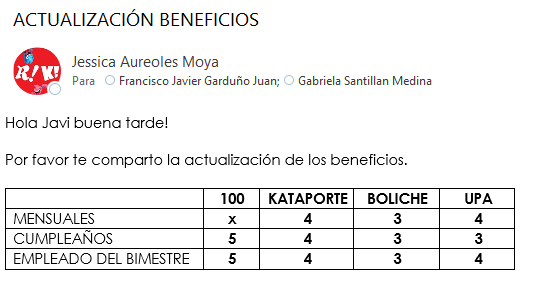 ACTUALIZACIÓN BENEFICIOS
R!K!
Jessica Aureoles Moya
Para Francisco Javier Garduño Juan; Gabriela Santillan Medina
Hola Javi buena tarde!
Por favor te comparto la actualización de los beneficios.
100 KATAPORTE BOLICHE UPA
MENSUALES x 4 3 4
CUMPLEAÑOS 5 4 3 3
EMPLEADO DEL BIMESTRE 5 4 3 4